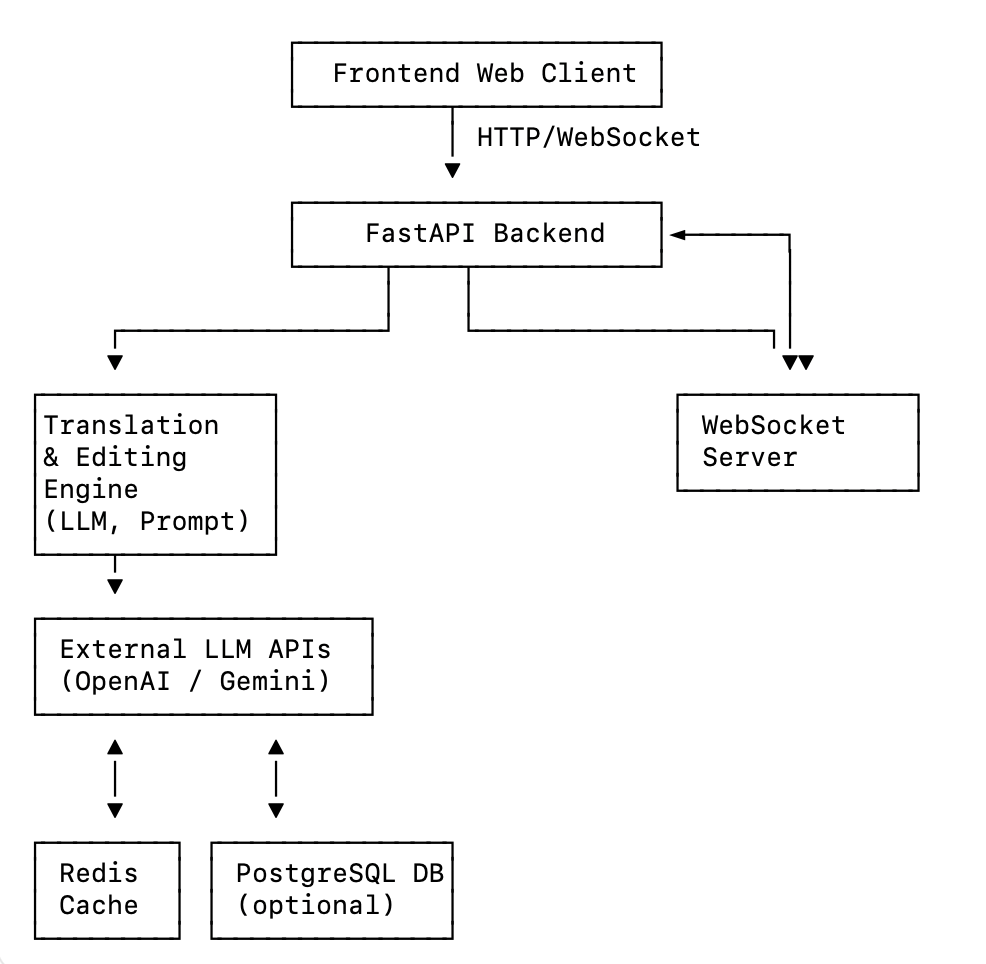 Frontend Web Client
HTTP/WebSocket
FastAPI Backend
Translation
& Editing
Engine
(LLM, Prompt)
WebSocket
Server
External LLM APIs
(OpenAI / Gemini)
Redis
Cache
PostgreSQL DB
(optional)